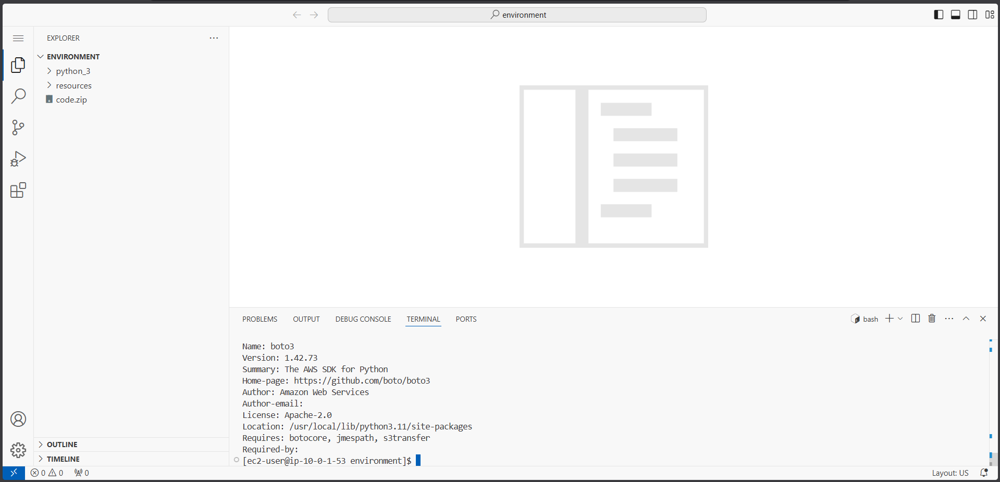 environment
EXPLORER
ENVIRONMENT
python_3
resources
code.zip
PROBLEMS OUTPUT DEBUG CONSOLE TERMINAL PORTS
bash
Name: boto3
Version: 1.42.73
Summary: The AWS SDK for Python
Home-page: https://github.com/boto/boto3
Author: Amazon Web Services
Author-email:
License: Apache-2.0
Location: /usr/local/lib/python3.11/site-packages
Requires: botocore, jmespath, s3transfer
Required-by:
[ec2-user@ip-10-0-1-53 environment]$
OUTLINE
TIMELINE
0 0 0
Layout: US